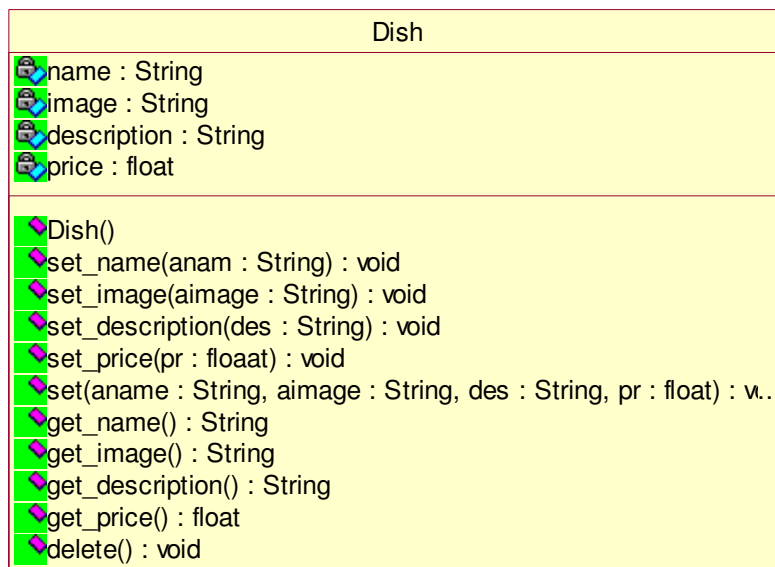 Dish
name : String
image : String
description : String
price : float
Dish()
set_name(anam : String) : void
set_image(aimage : String) : void
set_description(des : String) : void
set_price(pr : floaat) : void
set(aname : String, aimage : String, des : String, pr : float) : v..
get_name() : String
get_image() : String
get_description() : String
get_price() : float
delete() : void